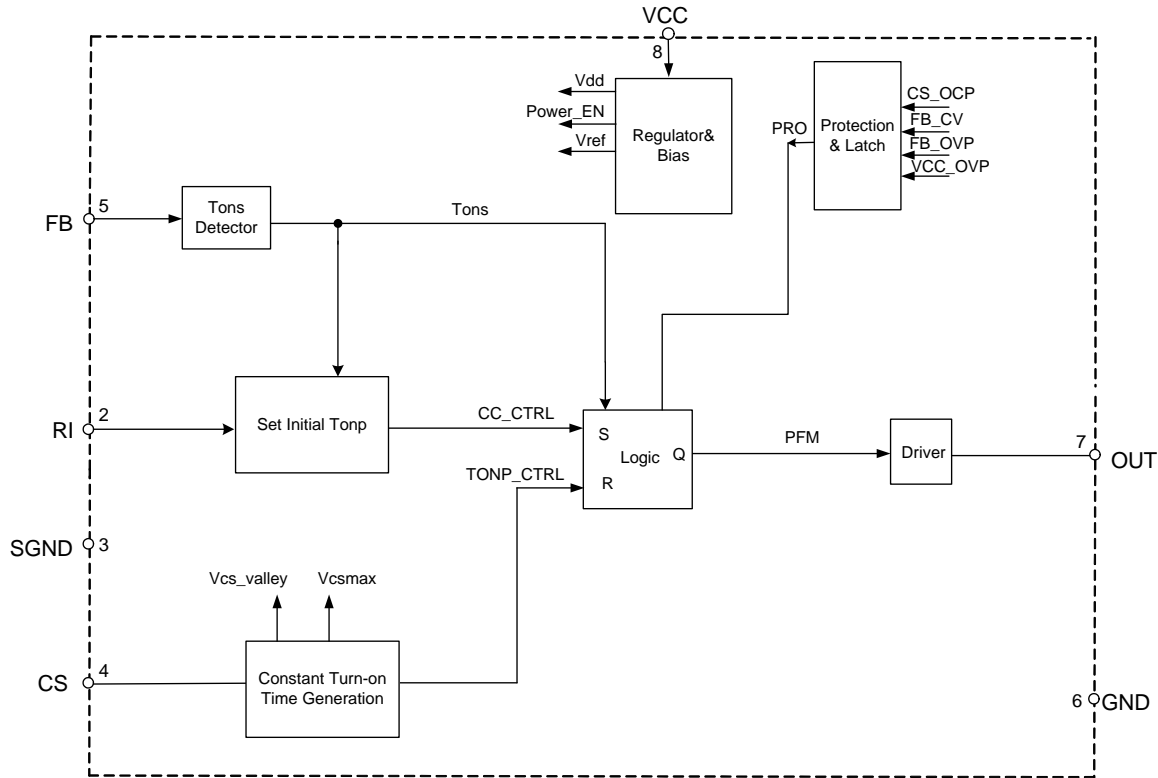 VCC
8
Vdd
Power_EN
Vref
Regulator&
Bias
PRO
Protection
& Latch
CS_OCP
FB_CV
FB_OVP
VCC_OVP
5
FB
Tons
Detector
Tons
2
RI
Set Initial Tonp
CC_CTRL
TONP_CTRL
S
R
Logic
Q
PFM
Driver
7
OUT
SGND
3
Vcs_valley
Vcsmax
4
CS
Constant Turn-on
Time Generation
6
GND